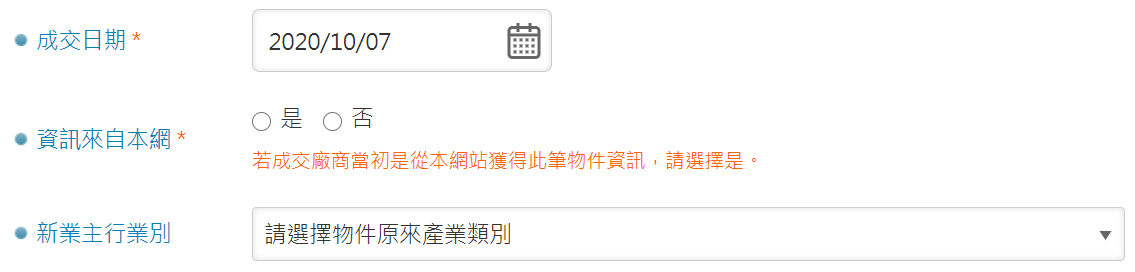 成交日期 *
2020/10/07
資訊來自本網 *
是 否
若成交廠商當初是從本網站獲得此筆物件資訊，請選擇是。
新業主行業別
請選擇物件原來產業類別